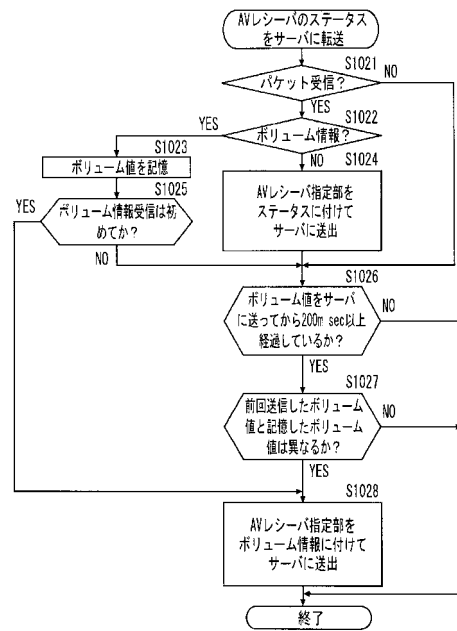 AVレシーバのステータス
をサーバに転送
S1021
パケット受信？
NO
YES
S1022
ボリューム情報？
YES
NO
S1023
ボリューム値を記憶
S1024
AVレシーバ指定部を
ステータスに付けて
サーバに送出
S1025
ボリューム情報受信は初
めてか？
YES
NO
S1026
ボリューム値をサーバ
に送ってから200m sec以上
経過しているか？
NO
YES
S1027
前回送信したボリューム
値と記憶したボリューム
値は異なるか？
NO
YES
S1028
AVレシーバ指定部を
ボリューム情報に付けて
サーバに送出
終了